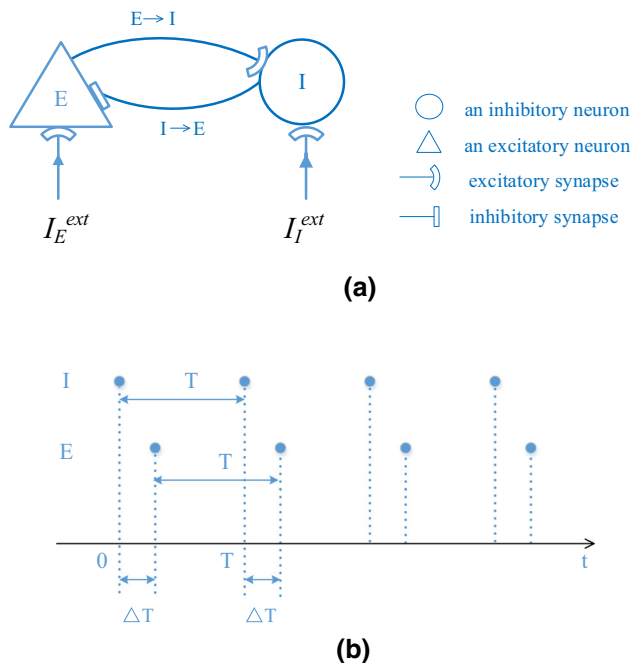 E→I
E
I
I→E
I_E^ext
I_I^ext
an inhibitory neuron
an excitatory neuron
excitatory synapse
inhibitory synapse
(a)
I
T
E
T
0
T
t
△T
△T
(b)